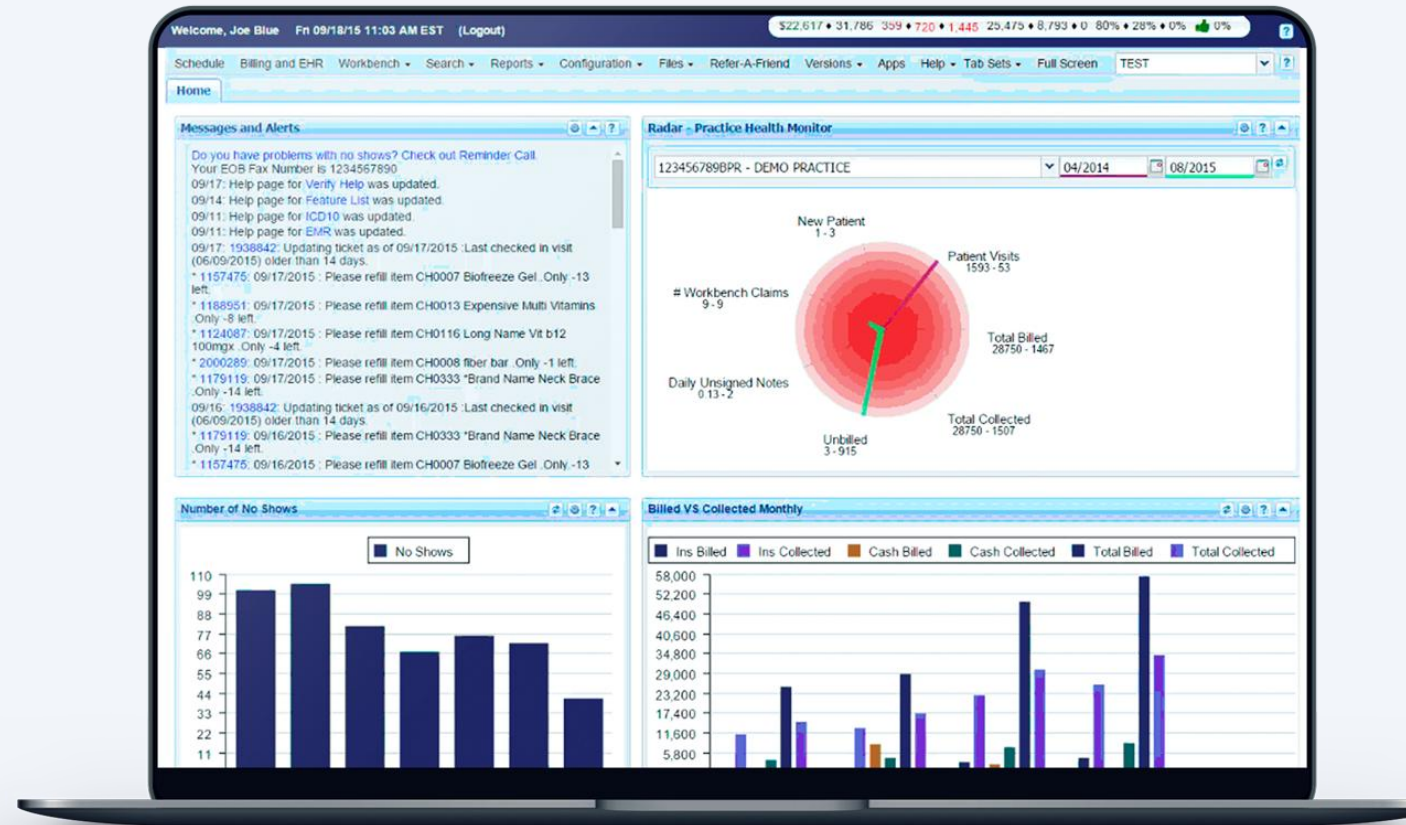 Welcome, Joe Blue Fri 09/18/15 11:03 AM EST (Logout)
$22,617 ♦ 31,786 359 ♦ 720 ♦ 1,445 25,475 ♦ 8,793 ♦ 0 80% ♦ 28% ♦ 0% 0%
?
Schedule Billing and EHR Workbench Search Reports Configuration Files Refer-A-Friend Versions Apps Help Tab Sets Full Screen TEST ?
Home
Messages and Alerts ?
Do you have problems with no shows? Check out Reminder Call.
Your EOB Fax Number is 1234567890
09/17: Help page for Verify Help was updated.
09/14: Help page for Feature List was updated.
09/11: Help page for ICD10 was updated.
09/11: Help page for EMR was updated.
09/17: 1938842: Updating ticket as of 09/17/2015 :Last checked in visit
(06/09/2015) older than 14 days.
* 1157475: 09/17/2015 : Please refill item CH0007 Biofreeze Gel .Only -13
left.
* 1188951: 09/17/2015 : Please refill item CH0013 Expensive Multi Vitamins
.Only -8 left.
* 1124087: 09/17/2015 : Please refill item CH0116 Long Name Vit b12
100mgx .Only -4 left.
* 2000289: 09/17/2015 : Please refill item CH0008 fiber bar .Only -1 left.
* 1179119: 09/17/2015 : Please refill item CH0333 *Brand Name Neck Brace
.Only -14 left.
09/16: 1938842: Updating ticket as of 09/16/2015 :Last checked in visit
(06/09/2015) older than 14 days.
* 1179119: 09/16/2015 : Please refill item CH0333 *Brand Name Neck Brace
.Only -14 left.
* 1157475: 09/16/2015 : Please refill item CH0007 Biofreeze Gel .Only -13
Radar - Practice Health Monitor ?
123456789BPR - DEMO PRACTICE 04/2014 08/2015
New Patient
1 - 3
Patient Visits
1593 - 53
# Workbench Claims
9 - 9
Total Billed
28750 - 1467
Daily Unsigned Notes
0.13 - 2
Total Collected
28750 - 1507
Unbilled
3 - 915
Number of No Shows ?
No Shows
110
99
88
77
66
55
44
33
22
11
Billed VS Collected Monthly ?
Ins Billed Ins Collected Cash Billed Cash Collected Total Billed Total Collected
58,000
52,200
46,400
40,600
34,800
29,000
23,200
17,400
11,600
5,800